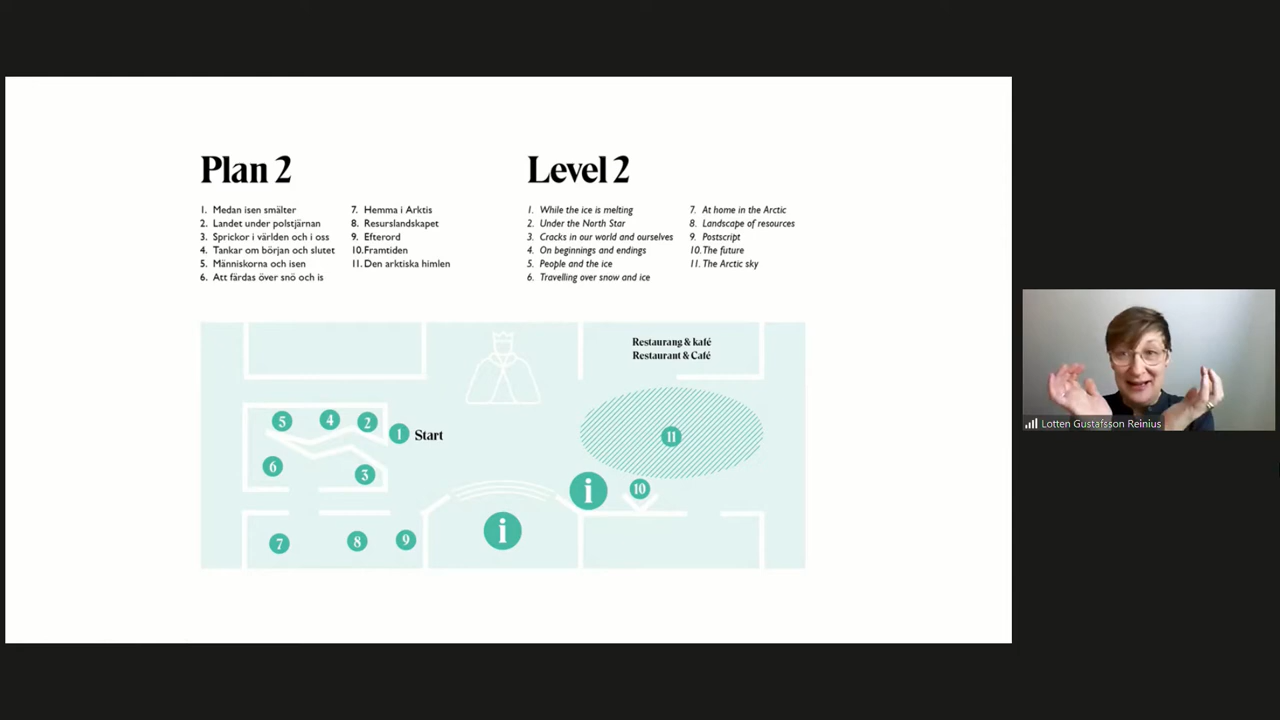 Plan 2
1. Medan isen smälter
2. Landet under polstjärnan
3. Sprickor i världen och i oss
4. Tankar om början och slutet
5. Människorna och isen
6. Att färdas över snö och is
7. Hemma i Arktis
8. Resurslandskapet
9. Efterord
10. Framtiden
11. Den arktiska himlen
Level 2
1. While the ice is melting
2. Under the North Star
3. Cracks in our world and ourselves
4. On beginnings and endings
5. People and the ice
6. Travelling over snow and ice
7. At home in the Arctic
8. Landscape of resources
9. Postscript
10. The future
11. The Arctic sky
Restaurang & kafé
Restaurant & Café
5 4 2
1 Start
11
6 3
i 10
i
7 8 9
Lotten Gustafsson Reinius